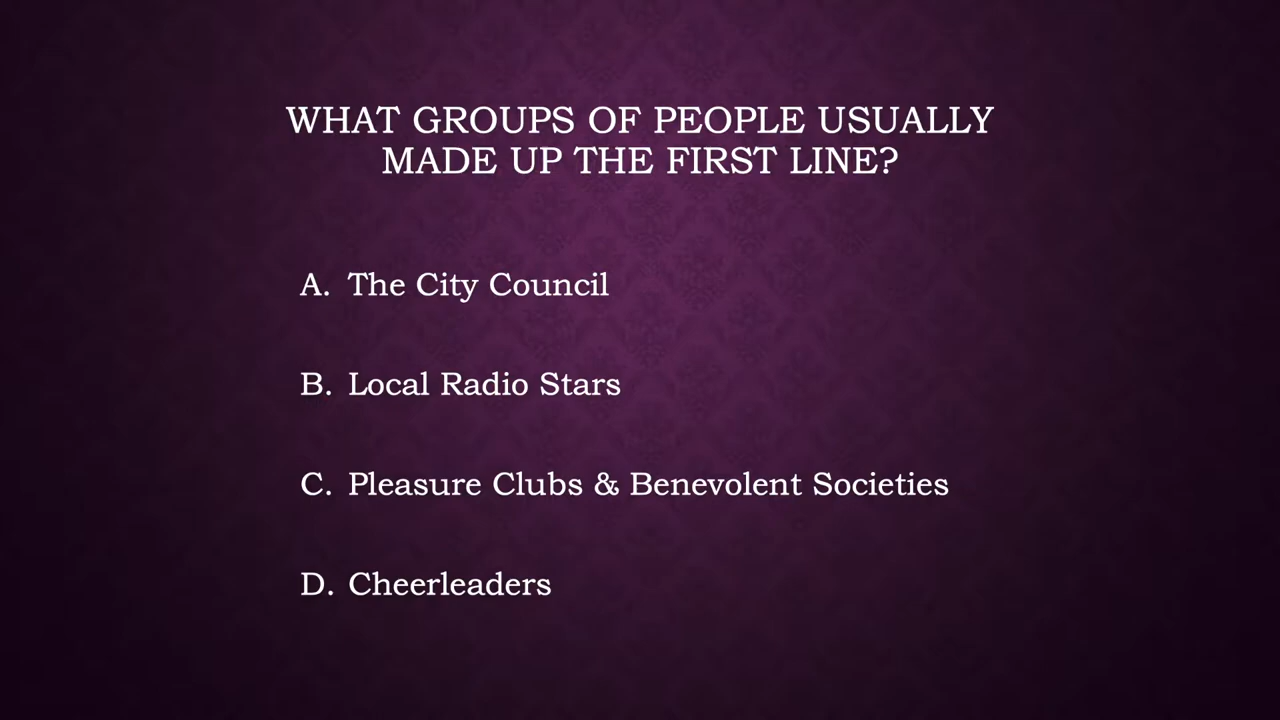 WHAT GROUPS OF PEOPLE USUALLY
MADE UP THE FIRST LINE?
A. The City Council
B. Local Radio Stars
C. Pleasure Clubs & Benevolent Societies
D. Cheerleaders